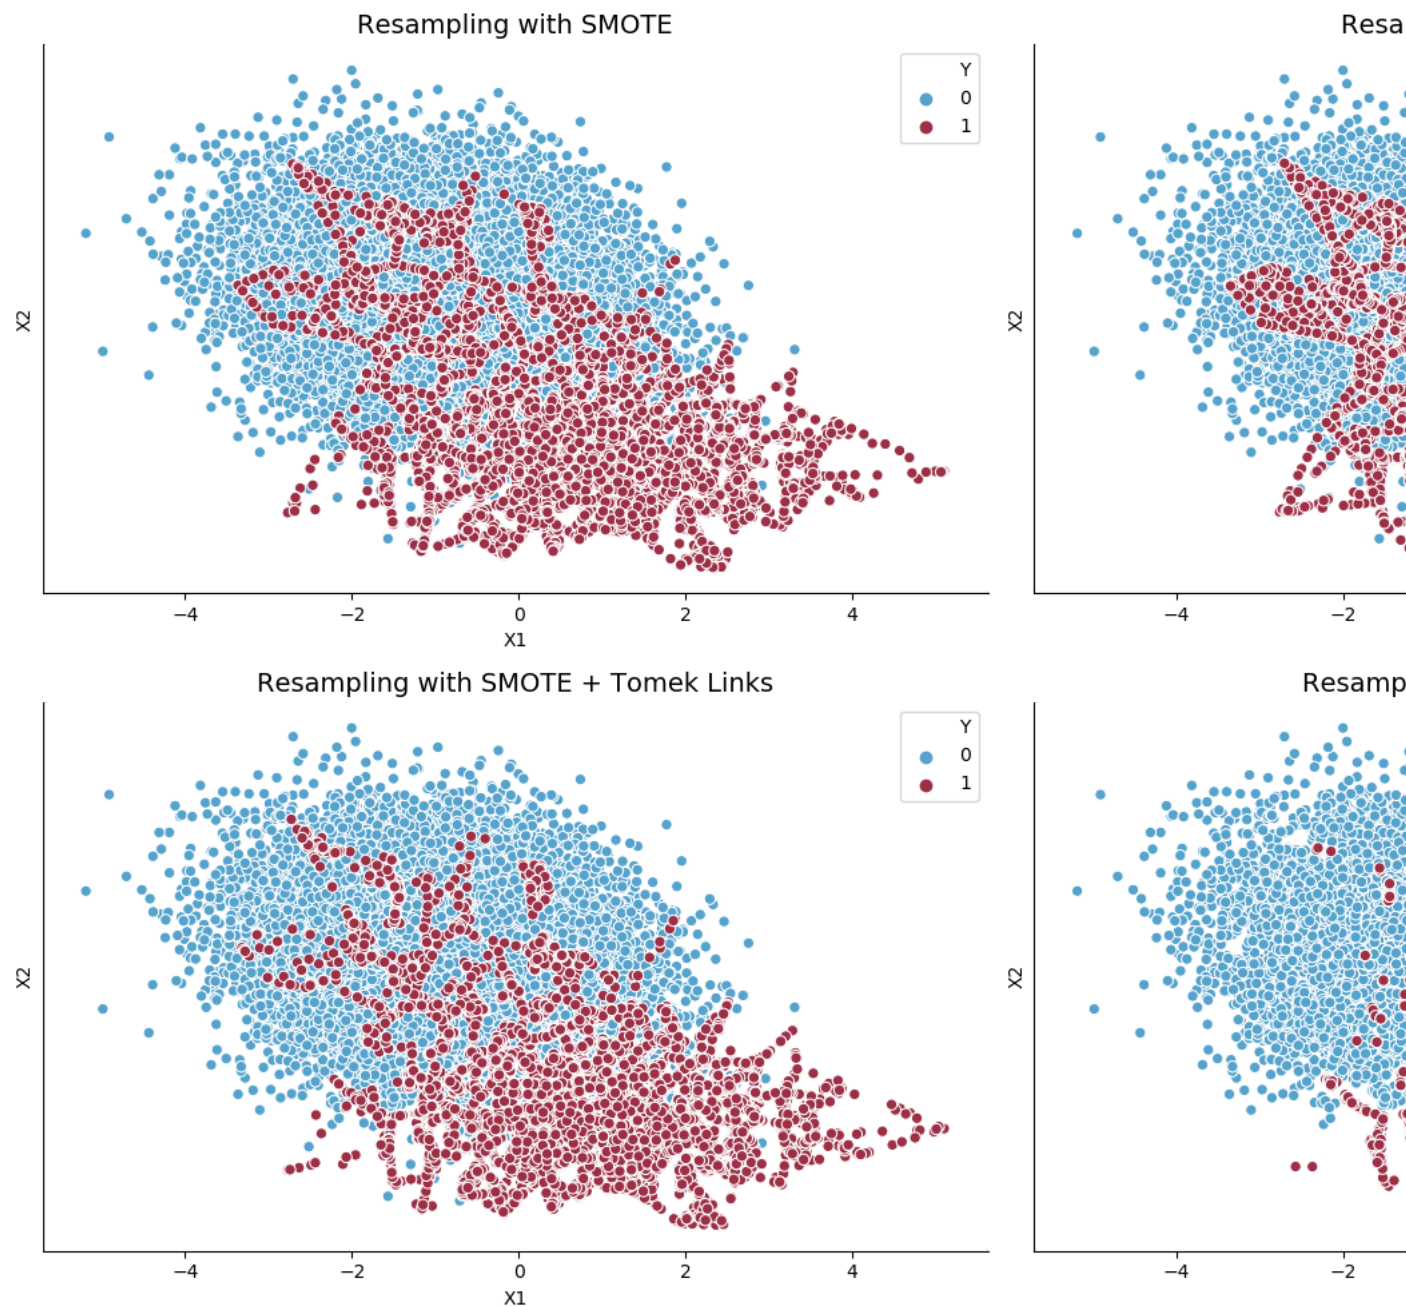 Resampling with SMOTE
Y
0
1
X2
−4 −2 0 2 4
X1
Resa
X2
−4 −2
Resampling with SMOTE + Tomek Links
Y
0
1
X2
−4 −2 0 2 4
X1
Resamp
X2
−4 −2